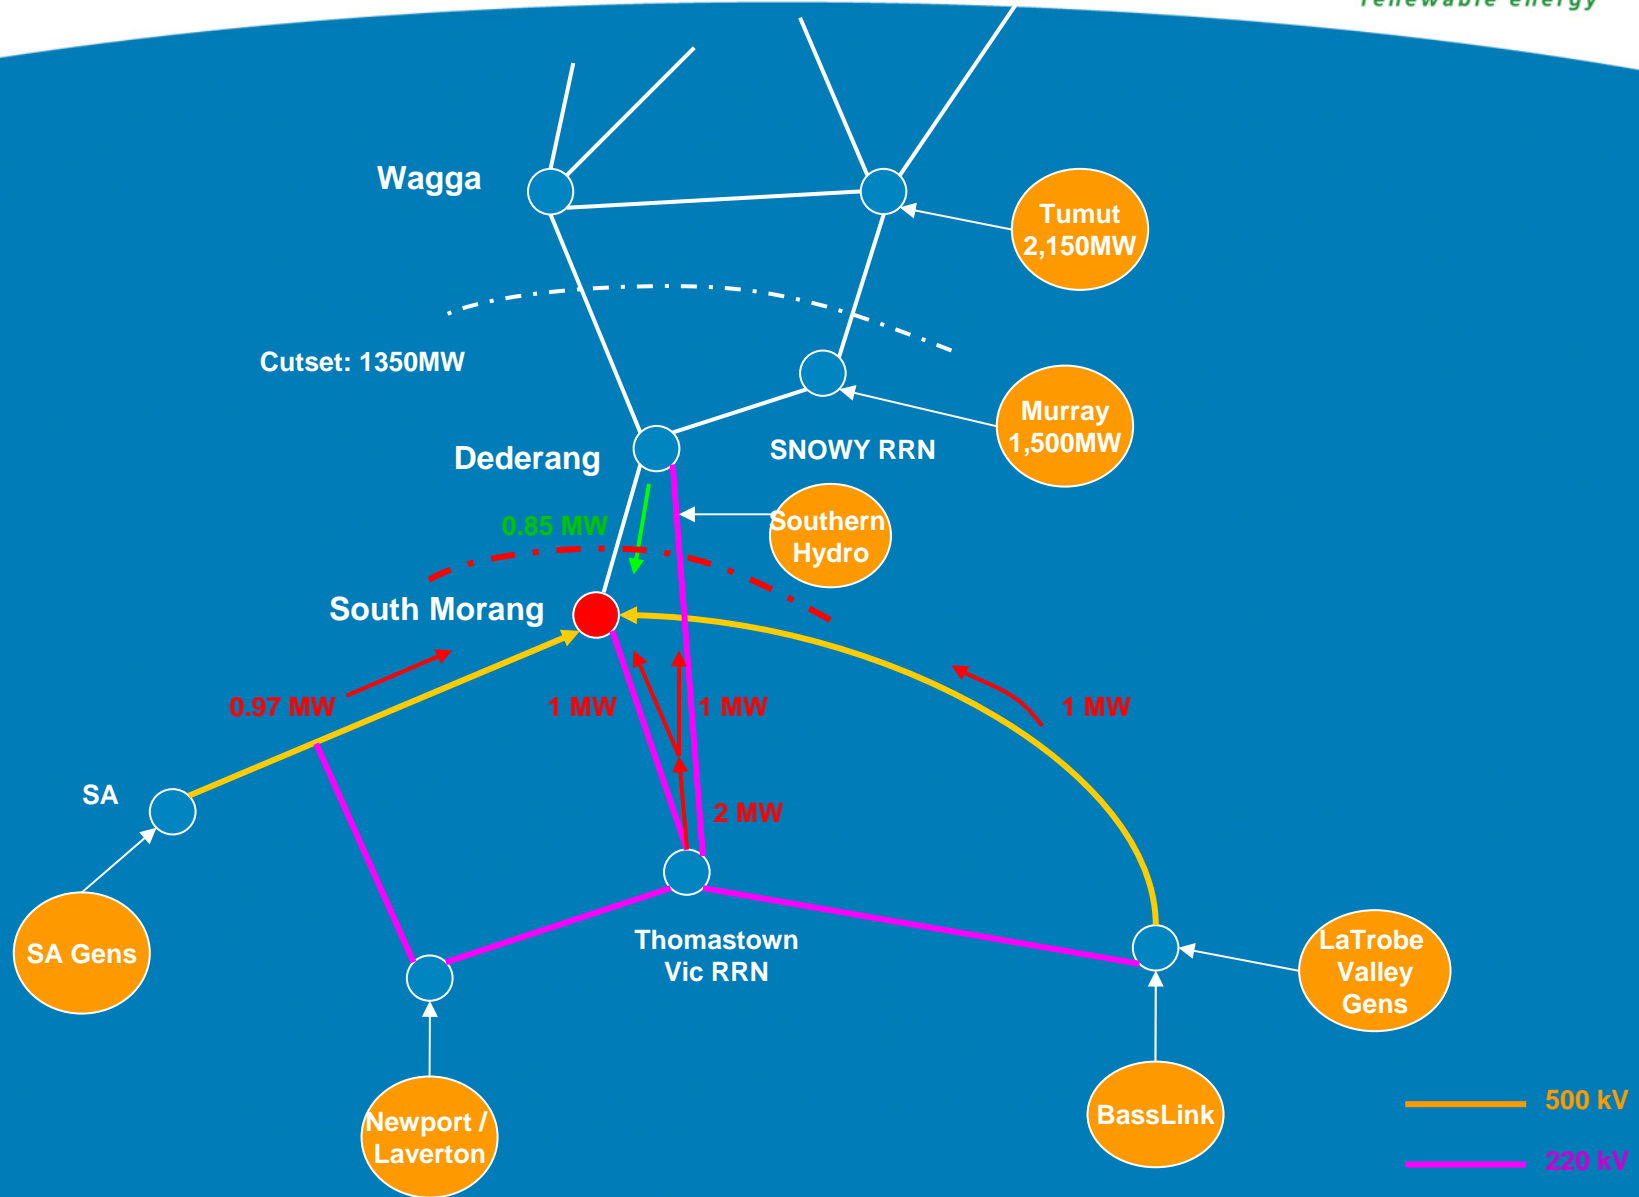 renewable energy
Wagga
Tumut
2,150MW
Cutset: 1350MW
Murray
1,500MW
Dederang
SNOWY RRN
0.85 MW
Southern
Hydro
South Morang
0.97 MW
1 MW
1 MW
1 MW
SA
2 MW
SA Gens
Thomastown
Vic RRN
LaTrobe
Valley
Gens
Newport /
Laverton
BassLink
500 kV
220 kV